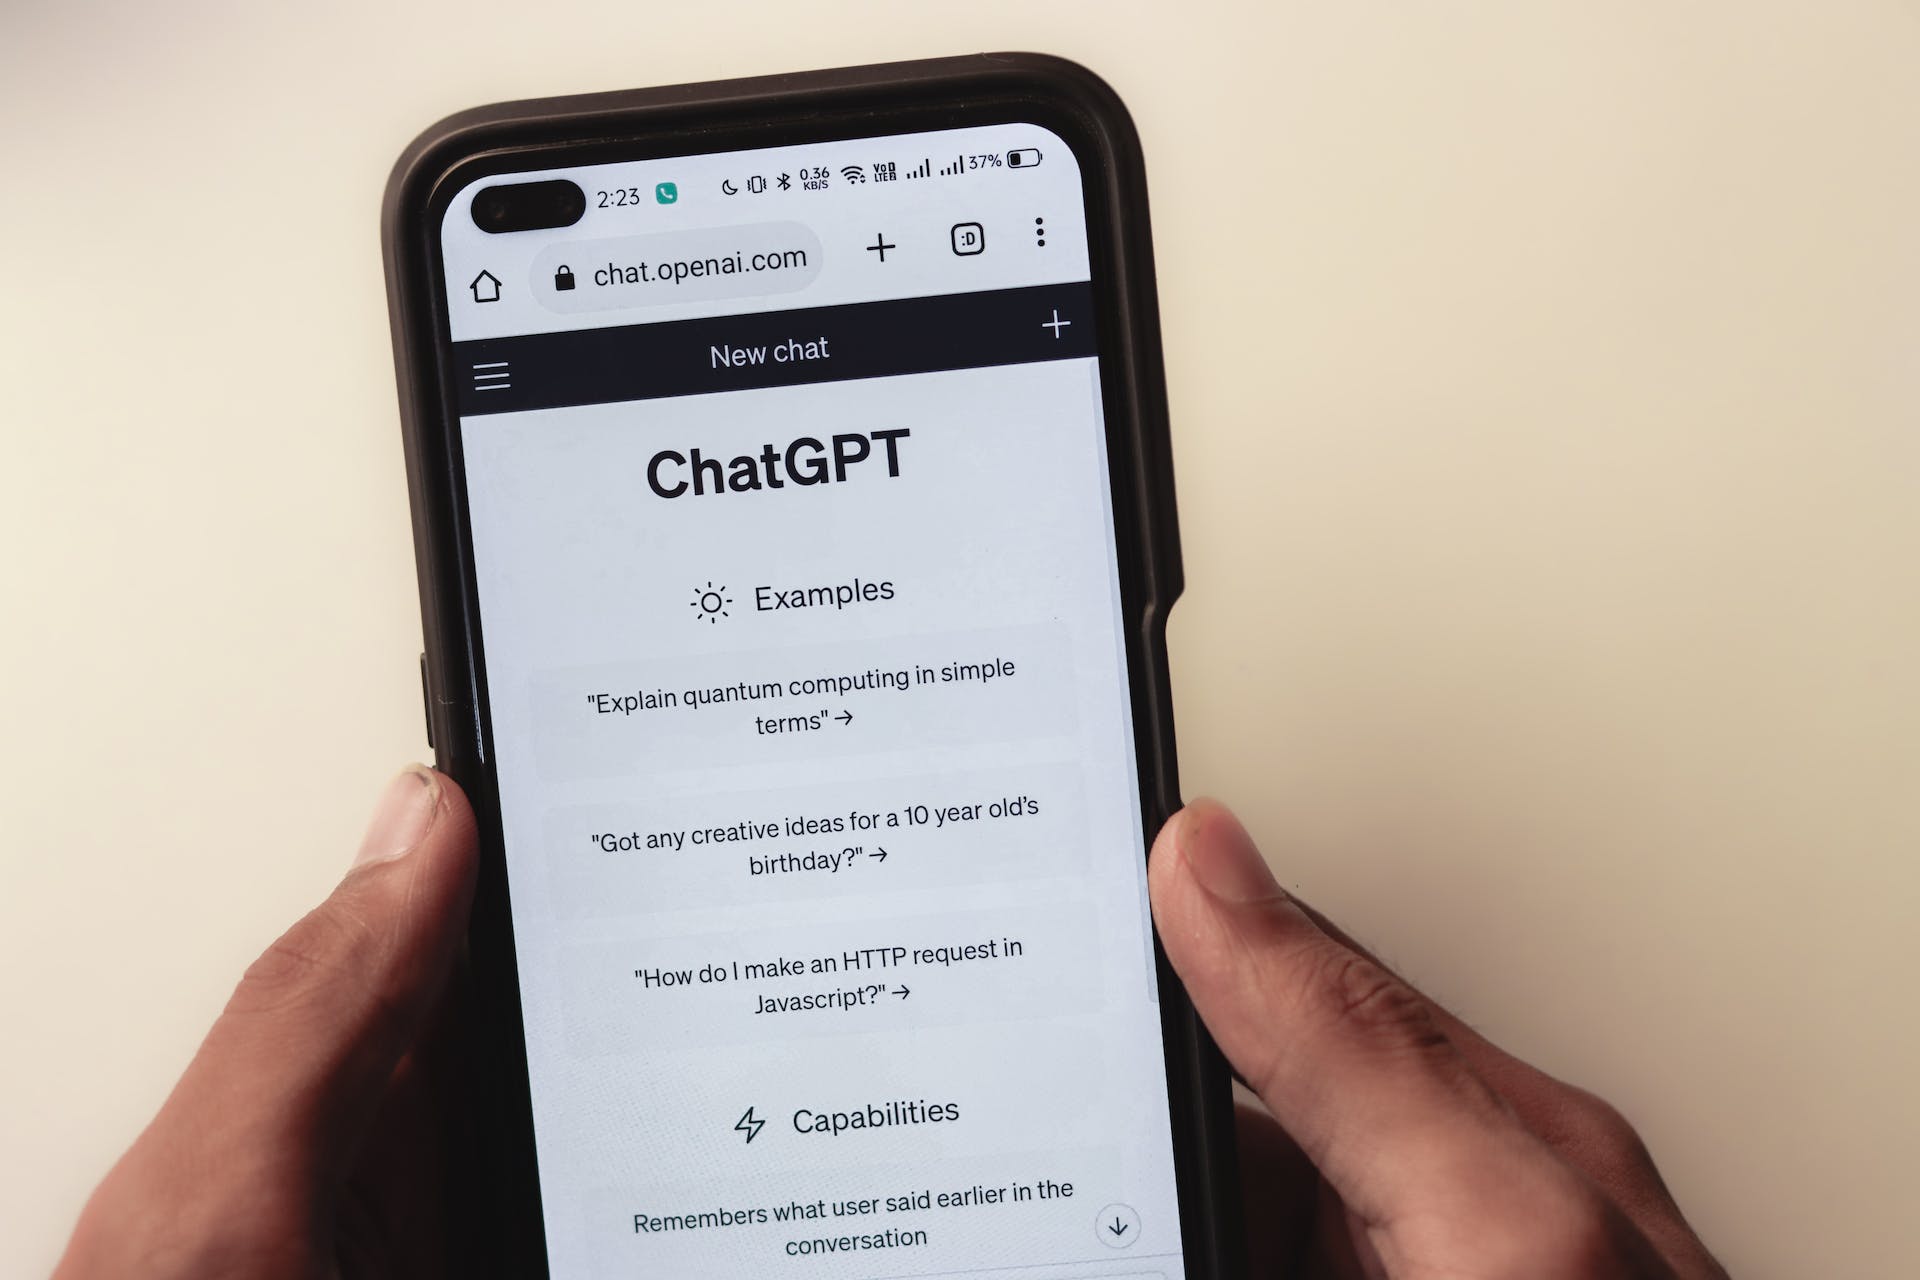 2:23 0.36 KB/S Vo LTE 37%
chat.openai.com :D
New chat
ChatGPT
Examples
"Explain quantum computing in simple
terms" →
"Got any creative ideas for a 10 year old’s
birthday?" →
"How do I make an HTTP request in
Javascript?" →
Capabilities
Remembers what user said earlier in the
conversation